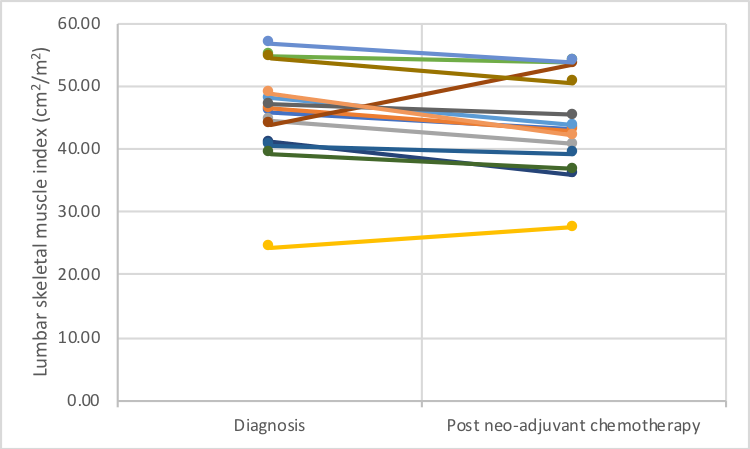 60.00
50.00
40.00
30.00
20.00
10.00
0.00
Lumbar skeletal muscle index (cm²/m²)
Diagnosis
Post neo-adjuvant chemotherapy